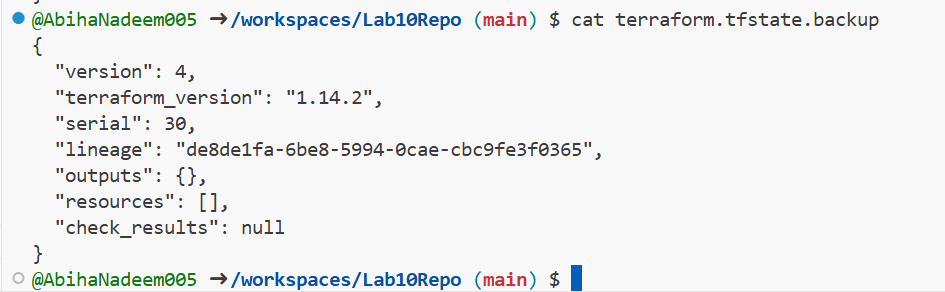 @AbihaNadeem005 ➜/workspaces/Lab10Repo (main) $ cat terraform.tfstate.backup
{
  "version": 4,
  "terraform_version": "1.14.2",
  "serial": 30,
  "lineage": "de8de1fa-6be8-5994-0cae-cbc9fe3f0365",
  "outputs": {},
  "resources": [],
  "check_results": null
}
@AbihaNadeem005 ➜/workspaces/Lab10Repo (main) $